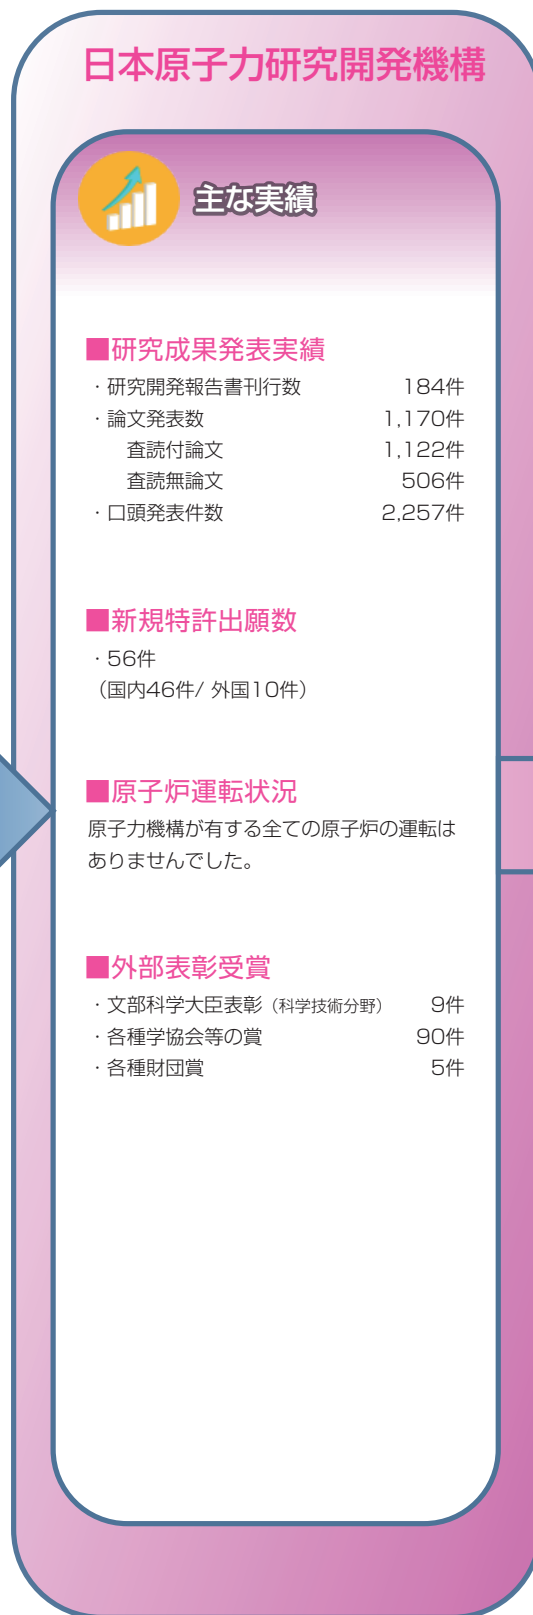 日本原子力研究開発機構
主な実績
■研究成果発表実績
・研究開発報告書刊行数 184件
・論文発表数 1,170件
査読付論文 1,122件
査読無論文 506件
・口頭発表件数 2,257件
■新規特許出願数
・56件
（国内46件/ 外国10件）
■原子炉運転状況
原子力機構が有する全ての原子炉の運転は
ありませんでした。
■外部表彰受賞
・文部科学大臣表彰（科学技術分野） 9件
・各種学協会等の賞 90件
・各種財団賞 5件